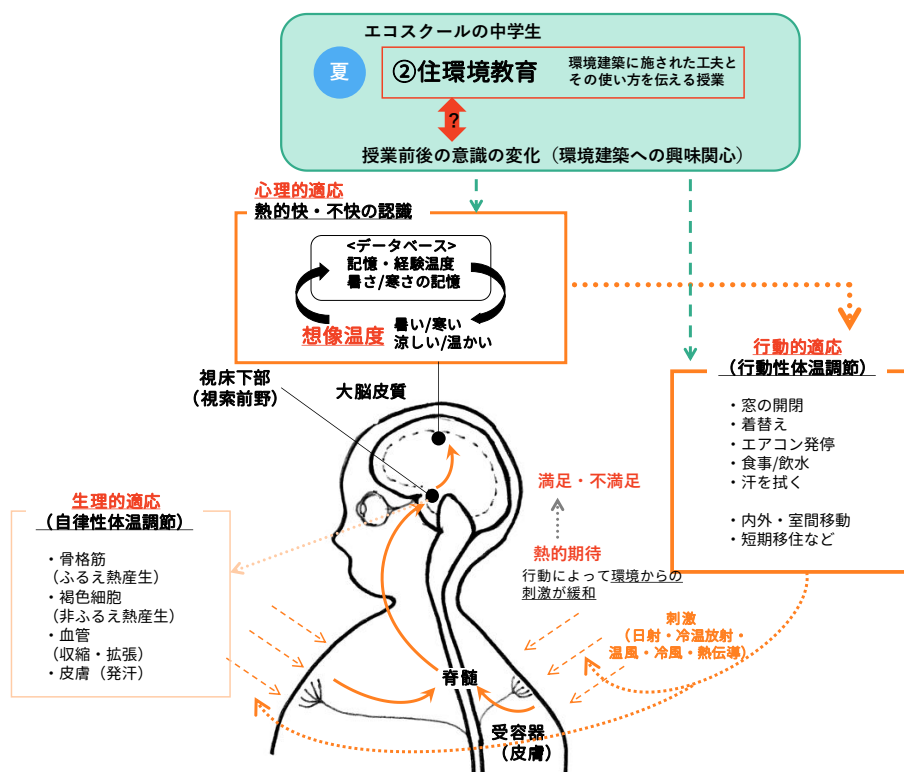 エコスクールの中学生
夏
②住環境教育
環境建築に施された工夫と
その使い方を伝える授業
?
授業前後の意識の変化（環境建築への興味関心）
心理的適応
熱的快・不快の認識
<データベース>
記憶・経験温度
暑さ/寒さの記憶
想像温度
暑い/寒い
涼しい/温かい
行動的適応
（行動性体温調節）
・窓の開閉
・着替え
・エアコン発停
・食事/飲水
・汗を拭く
・内外・室間移動
・短期移住など
視床下部
（視索前野）
大脳皮質
生理的適応
（自律性体温調節）
・骨格筋
（ふるえ熱産生）
・褐色細胞
（非ふるえ熱産生）
・血管
（収縮・拡張）
・皮膚（発汗）
満足・不満足
熱的期待
行動によって環境からの
刺激が緩和
刺激
（日射・冷温放射・
温風・冷風・熱伝導）
脊髄
受容器
（皮膚）